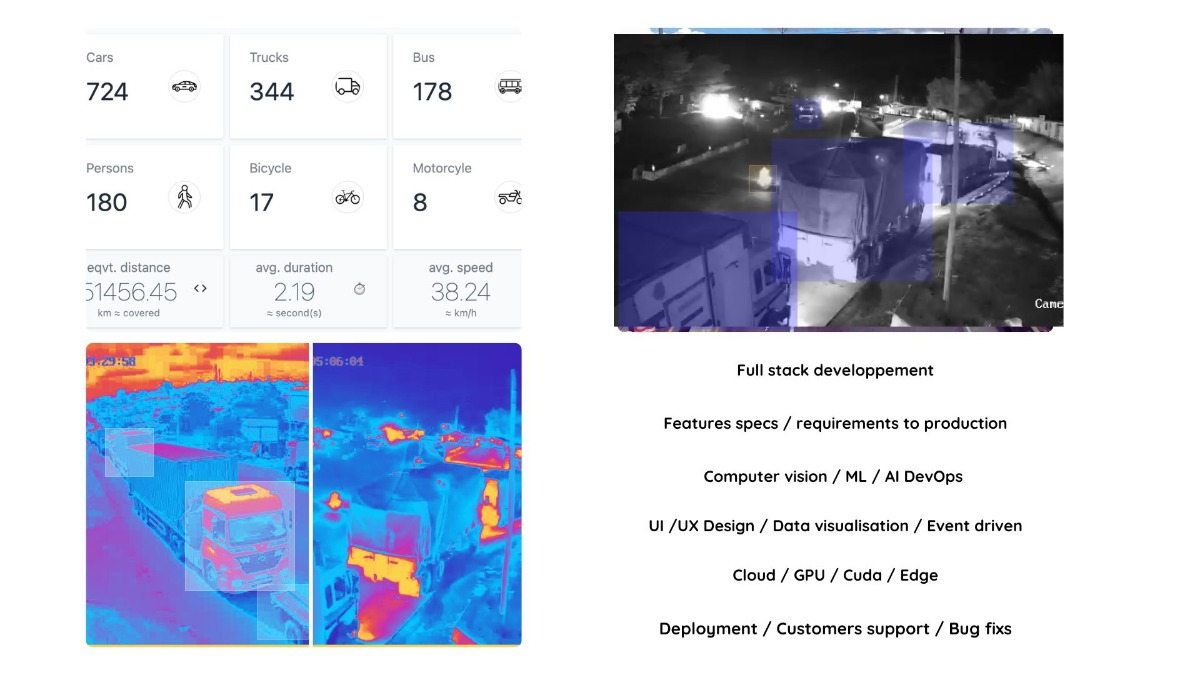 Cars
Trucks
Bus
724
344
178
Persons
Bicycle
Motorcyle
180
17
8
eqvt. distance
avg. duration
avg. speed
51456.45
2.19
38.24
km ≈ covered
≈ second(s)
≈ km/h
9:29:58
5:06:04
Came
Full stack developpement
Features specs / requirements to production
Computer vision / ML / AI DevOps
UI /UX Design / Data visualisation / Event driven
Cloud / GPU / Cuda / Edge
Deployment / Customers support / Bug fixs